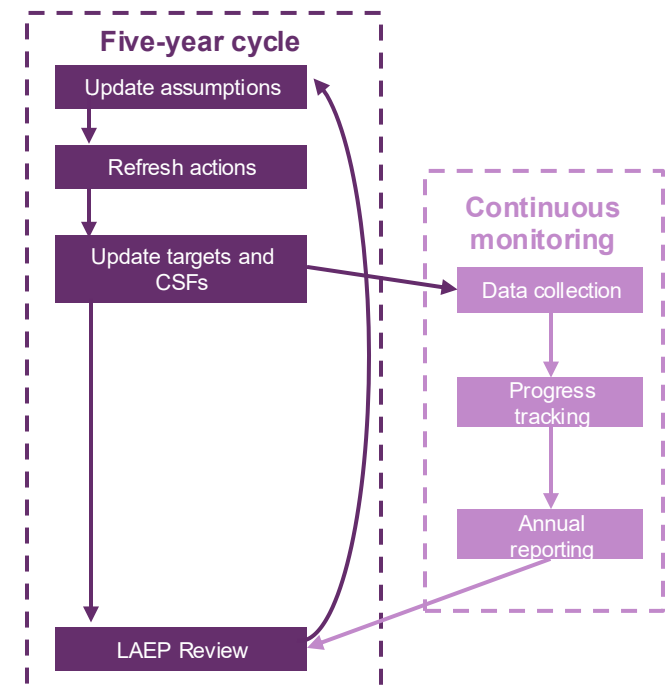 Five-year cycle
Update assumptions
Refresh actions
Update targets and
CSFs
LAEP Review
Continuous
monitoring
Data collection
Progress
tracking
Annual
reporting